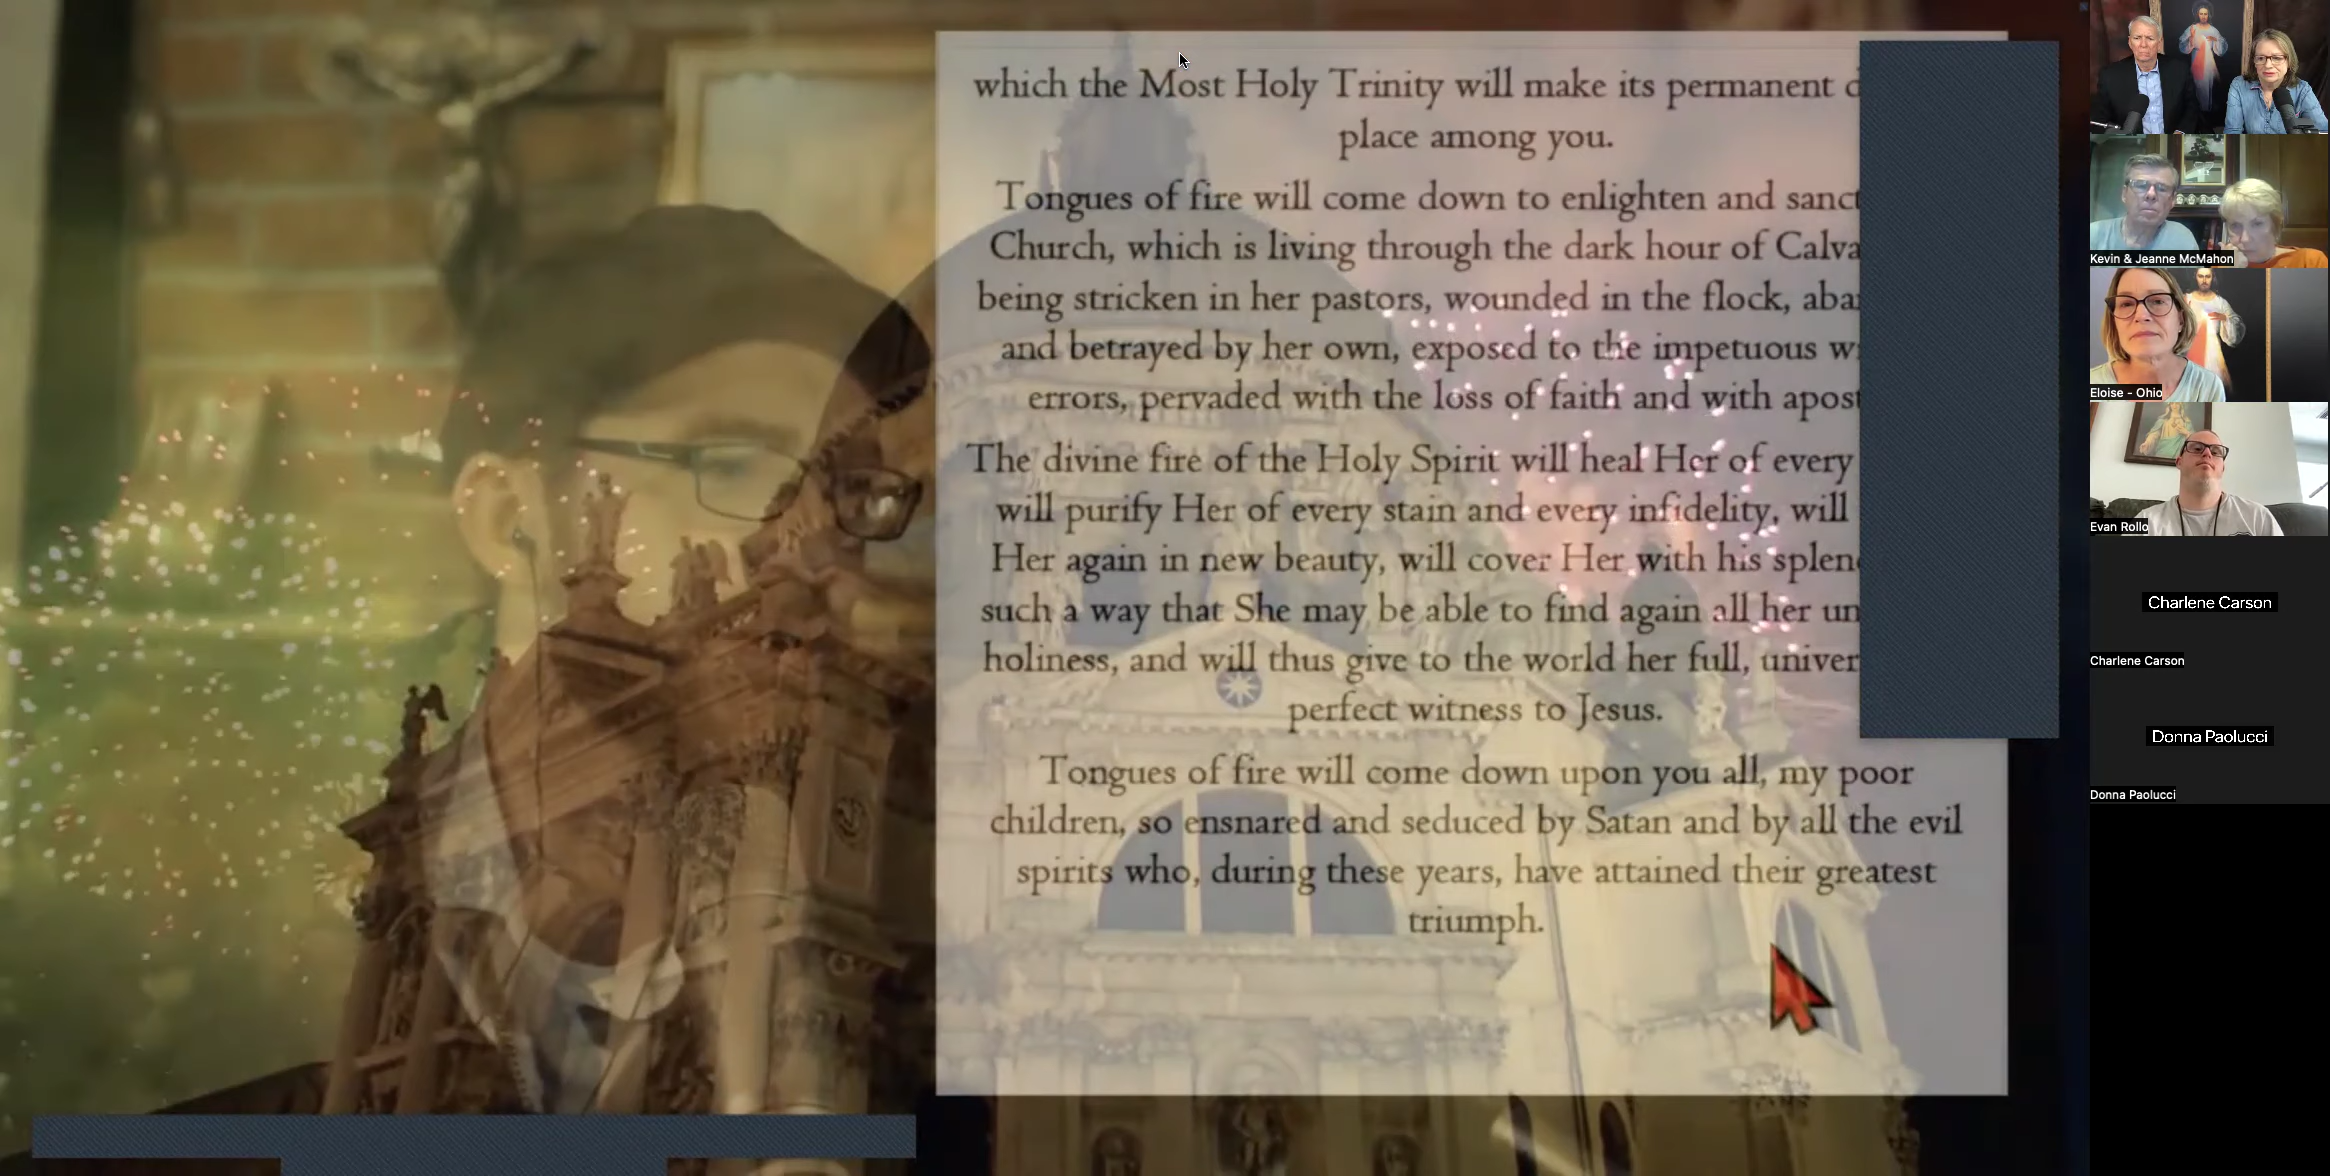 which the Most Holy Trinity will make its permanent
place among you.
Tongues of fire will come down to enlighten and
Church, which is living through the dark hour of
being stricken in her pastors, wounded in the flock,
and betrayed by her own, exposed to the impetuous
errors, pervaded with the loss of faith and with
The divine fire of the Holy Spirit will heal Her of every
will purify Her of every stain and every infidelity, will
Her again in new beauty, will cover Her with his
such a way that She may be able to find again all her
holiness, and will thus give to the world her full,
perfect witness to Jesus.
Tongues of fire will come down upon you all, my poor
children, so ensnared and seduced by Satan and by all the evil
spirits who, during these years, have attained their greatest
triumph.
Kevin & Jeanne McMahon
Eloise - Ohio
Evan Rollo
Charlene Carson
Charlene Carson
Donna Paolucci
Donna Paolucci